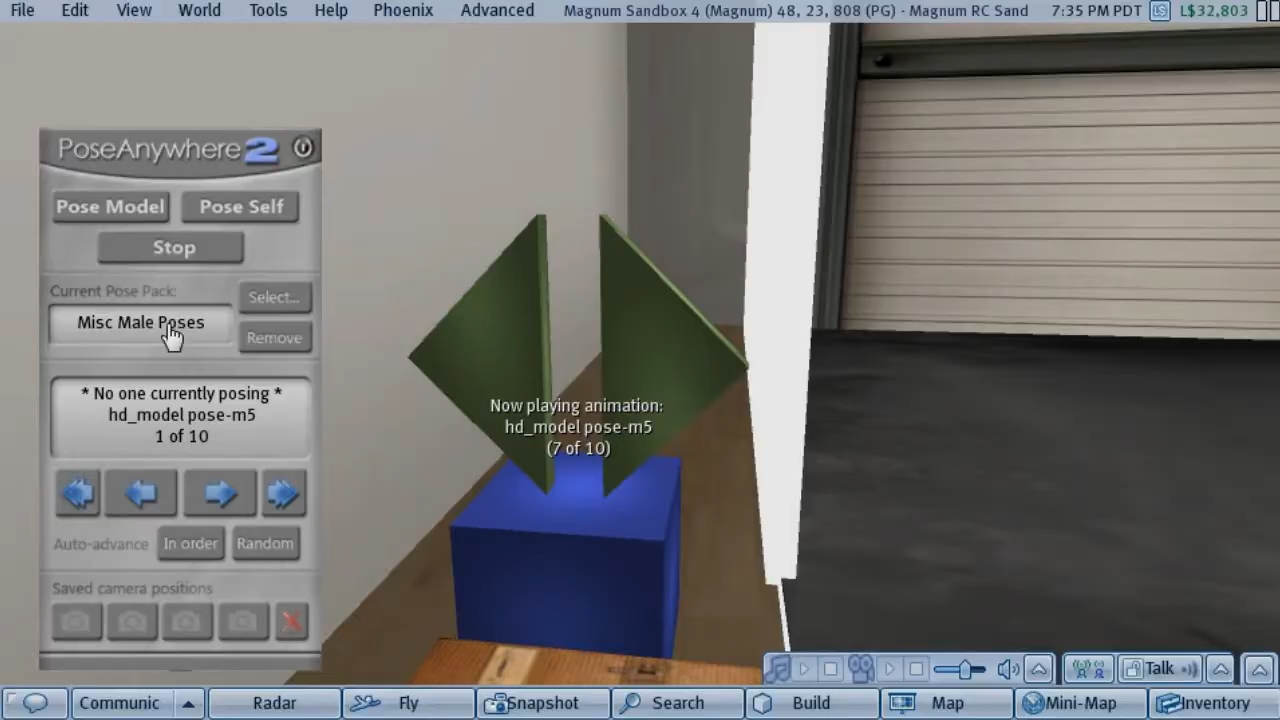 File Edit View World Tools Help Phoenix Advanced Magnum Sandbox 4 (Magnum) 48, 23, 808 (PG) - Magnum RC Sand 7:35 PM PDT L$32,803
PoseAnywhere 2
Pose Model Pose Self
Stop
Current Pose Pack:
Select...
Misc Male Poses
Remove
* No one currently posing *
hd_model pose-m5
1 of 10
Auto-advance In order Random
Saved camera positions
Now playing animation:
hd_model pose-m5
(7 of 10)
Talk
Communic Radar Fly Snapshot Search Build Map Mini-Map Inventory